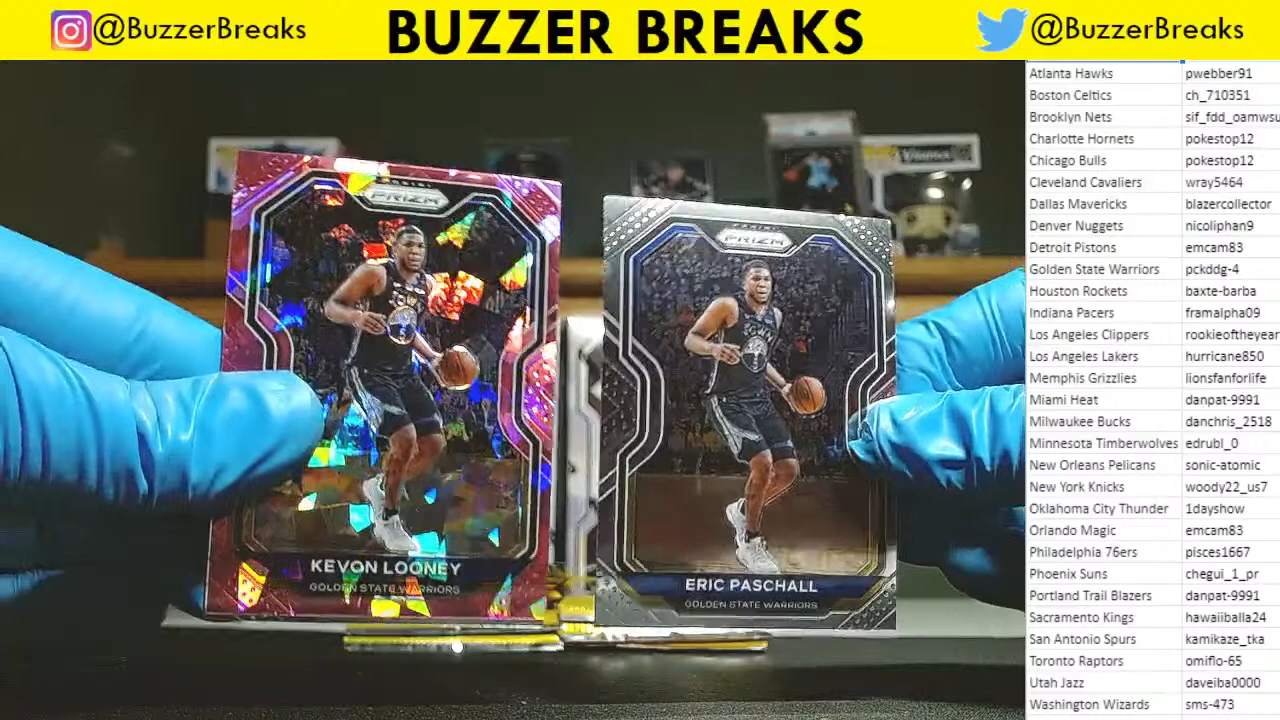 @BuzzerBreaks BUZZER BREAKS @BuzzerBreaks
PANINI
PRIZM
KEVON LOONEY
GOLDEN STATE WARRIORS
PANINI
PRIZM
ERIC PASCHALL
GOLDEN STATE WARRIORS
Atlanta Hawks pwebber91
Boston Celtics ch_710351
Brooklyn Nets sif_fdd_oamwsu
Charlotte Hornets pokestop12
Chicago Bulls pokestop12
Cleveland Cavaliers wray5464
Dallas Mavericks blazercollector
Denver Nuggets nicoliphan9
Detroit Pistons emcam83
Golden State Warriors pckddg-4
Houston Rockets baxte-barba
Indiana Pacers framalpha09
Los Angeles Clippers rookieoftheyear
Los Angeles Lakers hurricane850
Memphis Grizzlies lionsfanforlife
Miami Heat danpat-9991
Milwaukee Bucks danchris_2518
Minnesota Timberwolves edrubl_0
New Orleans Pelicans sonic-atomic
New York Knicks woody22_us7
Oklahoma City Thunder 1dayshow
Orlando Magic emcam83
Philadelphia 76ers pisces1667
Phoenix Suns chegui_1_pr
Portland Trail Blazers danpat-9991
Sacramento Kings hawaiiballa24
San Antonio Spurs kamikaze_tka
Toronto Raptors omiflo-65
Utah Jazz daveiba0000
Washington Wizards sms-473